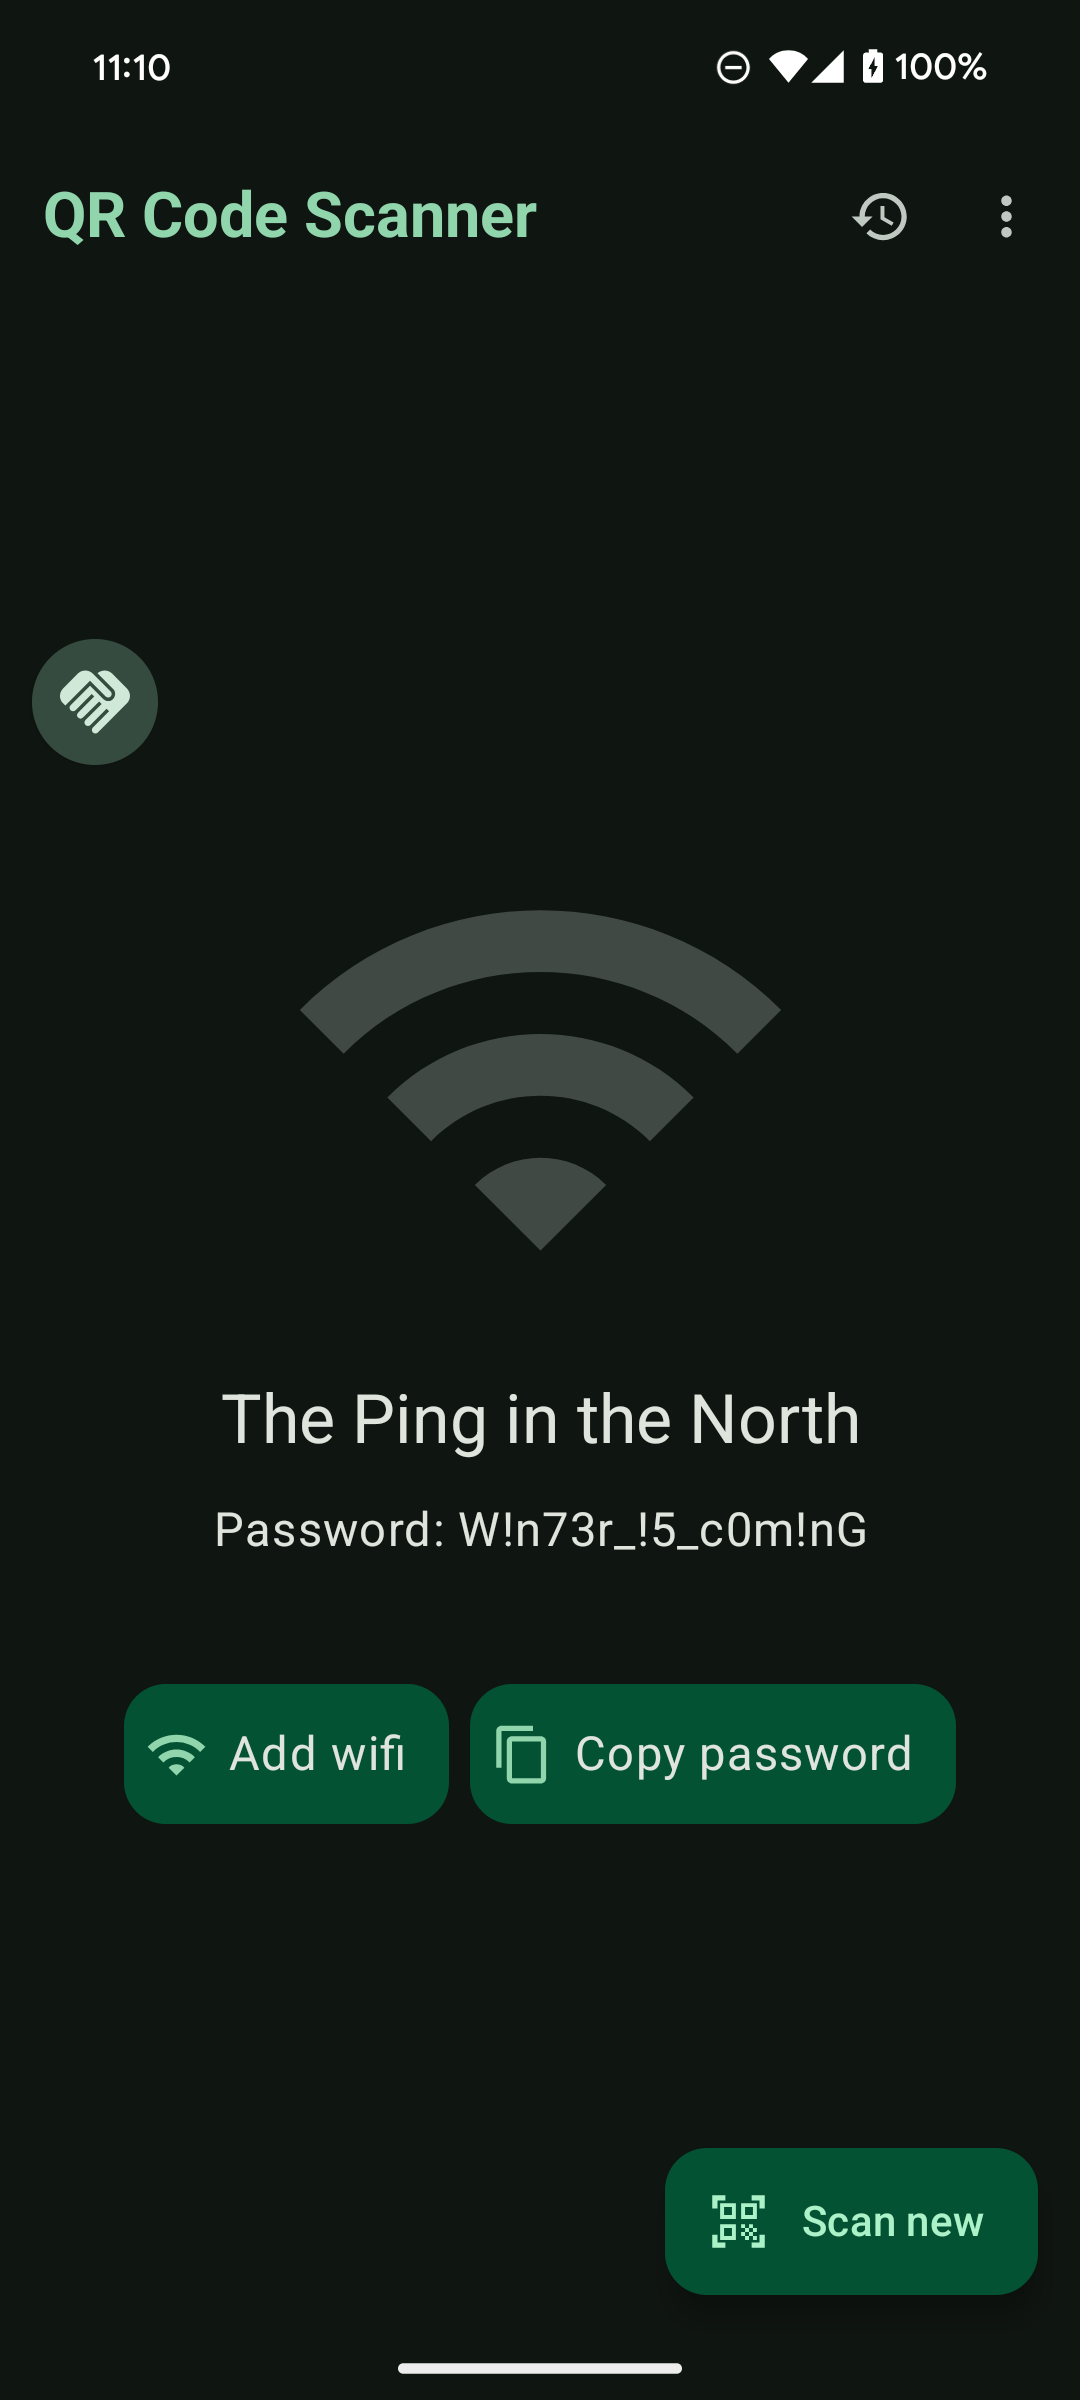 11:10
100%
QR Code Scanner
The Ping in the North
Password: W!n73r_!5_c0m!nG
Add wifi
Copy password
Scan new